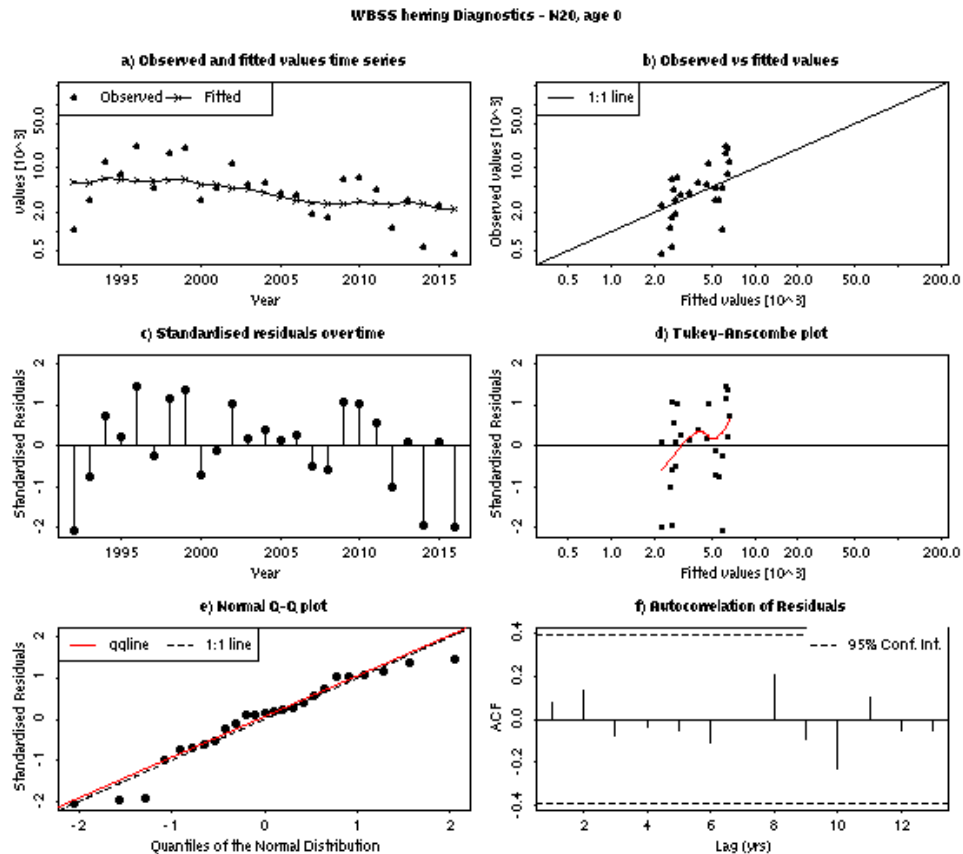 WBSS herring Diagnostics - N20, age 0
a) Observed and fitted values time series
Observed Fitted
values [10^3]
50.0
10.0
2.0
0.5
1995 2000 2005 2010 2015
Year
b) Observed vs fitted values
1:1 line
Observed values [10^3]
50.0
10.0
2.0
0.5
0.5 2.0 5.0 10.0 20.0 50.0 200.0
Fitted values [10^3]
c) Standardised residuals over time
Standardised Residuals
2
1
0
-1
-2
1995 2000 2005 2010 2015
Year
d) Tukey-Anscombe plot
Standardised Residuals
2
1
0
-1
-2
0.5 2.0 5.0 10.0 20.0 50.0 200.0
Fitted values [10^3]
e) Normal Q-Q plot
qqline 1:1 line
Standardised Residuals
2
1
0
-1
-2
-2 -1 0 1 2
Quantiles of the Normal Distribution
f) Autocorrelation of Residuals
95% Conf. Int.
ACF
0.4
0.2
0.0
-0.2
-0.4
2 4 6 8 10 12
Lag (yrs)